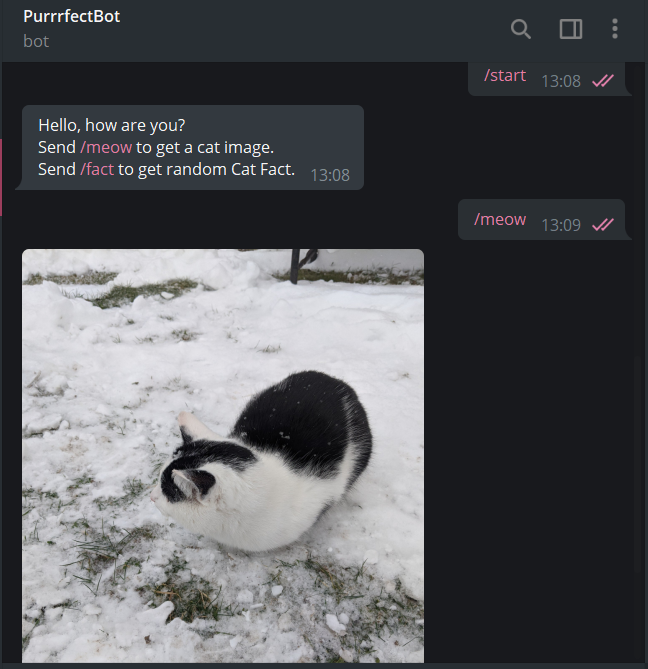 PurrrfectBot
bot
/start 13:08
Hello, how are you?
Send /meow to get a cat image.
Send /fact to get random Cat Fact. 13:08
/meow 13:09